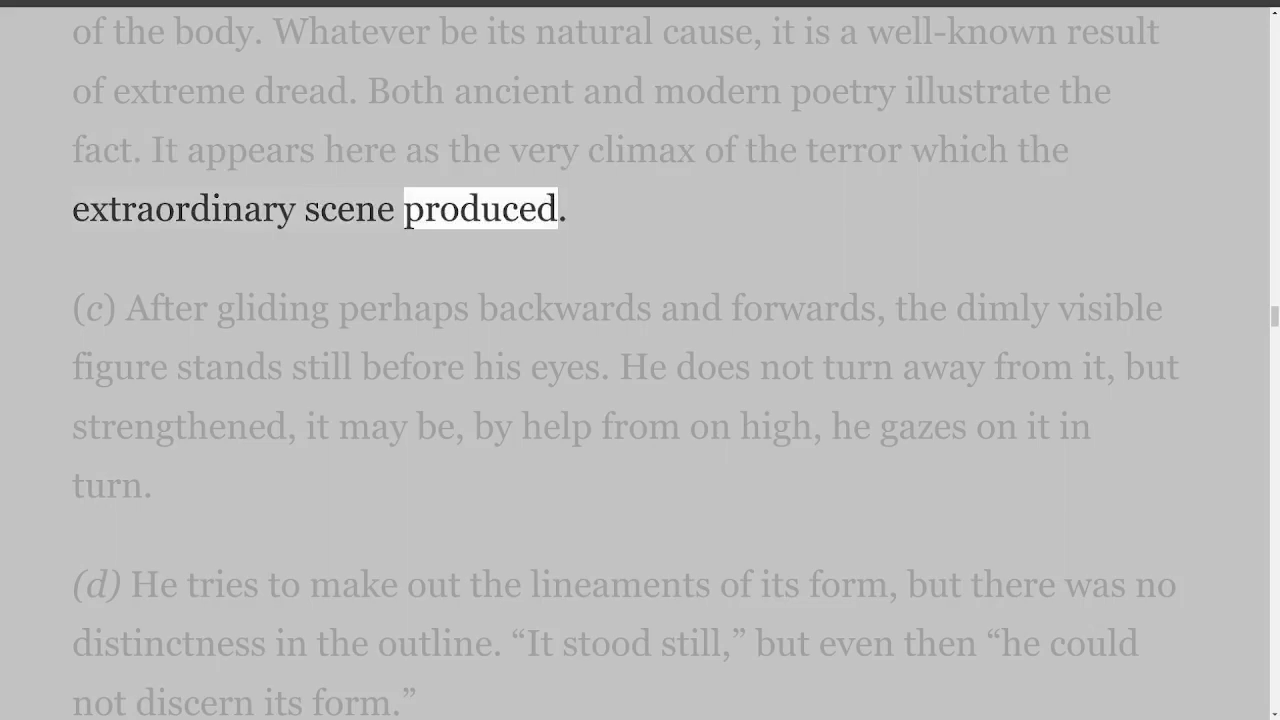 of the body. Whatever be its natural cause, it is a well-known result
of extreme dread. Both ancient and modern poetry illustrate the
fact. It appears here as the very climax of the terror which the
extraordinary scene produced.
(c) After gliding perhaps backwards and forwards, the dimly visible
figure stands still before his eyes. He does not turn away from it, but
strengthened, it may be, by help from on high, he gazes on it in
turn.
(d) He tries to make out the lineaments of its form, but there was no
distinctness in the outline. “It stood still,” but even then “he could
not discern its form.”